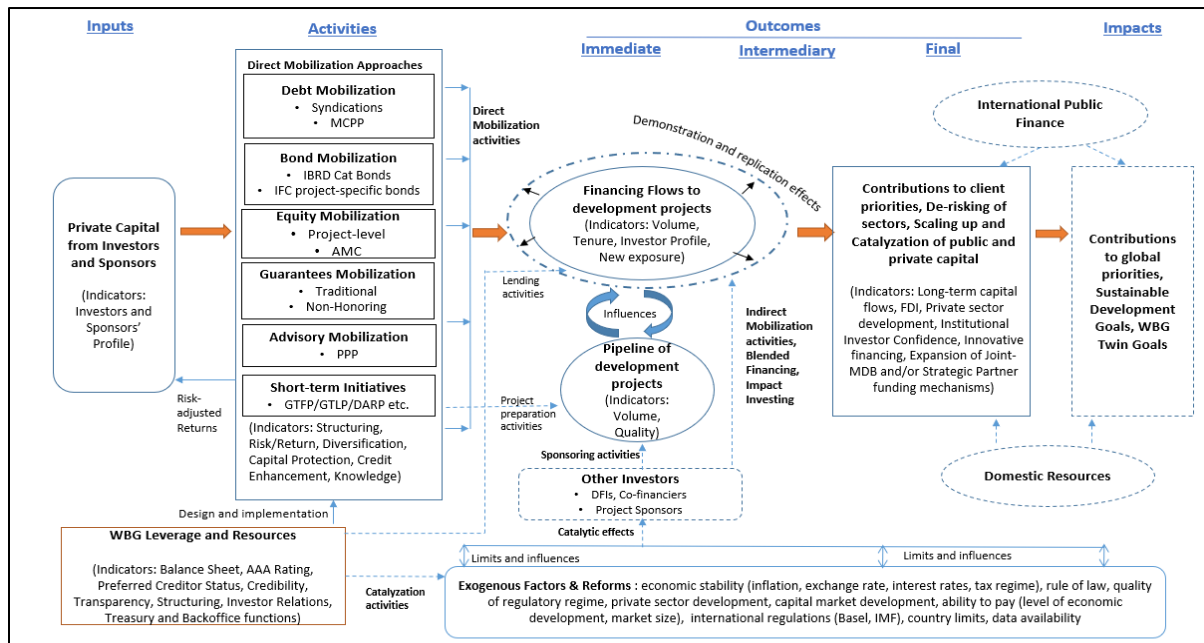 Inputs
Activities
Outcomes
Immediate
Intermediary
Final
Impacts
Private Capital
from Investors
and Sponsors
(Indicators:
Investors and
Sponsors'
Profile)
Risk-
adjusted
Returns
Direct Mobilization Approaches
Debt Mobilization
• Syndications
• MCPP
Bond Mobilization
• IBRD Cat Bonds
• IFC project-specific bonds
Equity Mobilization
• Project-level
• AMC
Guarantees Mobilization
• Traditional
• Non-Honoring
Advisory Mobilization
• PPP
Short-term Initiatives
• GTFP/GTLP/DARP etc.
(Indicators: Structuring,
Risk/Return, Diversification,
Capital Protection, Credit
Enhancement, Knowledge)
Design and implementation
WBG Leverage and Resources
(Indicators: Balance Sheet, AAA Rating,
Preferred Creditor Status, Credibility,
Transparency, Structuring, Investor Relations,
Treasury and Backoffice functions)
Direct
Mobilization
activities
Demonstration and replication effects
Financing Flows to
development projects
(Indicators: Volume,
Tenure, Investor Profile,
New exposure)
Lending
activities
Influences
Pipeline of
development
projects
(Indicators:
Volume,
Quality)
Project
preparation
activities
Sponsoring activities
Indirect
Mobilization
activities,
Blended
Financing,
Impact
Investing
Other Investors
• DFIs, Co-financiers
• Project Sponsors
Catalytic effects
Catalyzation
activities
International Public
Finance
Contributions to client
priorities, De-risking of
sectors, Scaling up and
Catalyzation of public and
private capital
(Indicators: Long-term capital
flows, FDI, Private sector
development, Institutional
Investor Confidence, Innovative
financing, Expansion of Joint-
MDB and/or Strategic Partner
funding mechanisms)
Contributions
to global
priorities,
Sustainable
Development
Goals, WBG
Twin Goals
Domestic Resources
Limits and influences
Limits and influences
Exogenous Factors & Reforms : economic stability (inflation, exchange rate, interest rates, tax regime), rule of law, quality
of regulatory regime, private sector development, capital market development, ability to pay (level of economic
development, market size), international regulations (Basel, IMF), country limits, data availability